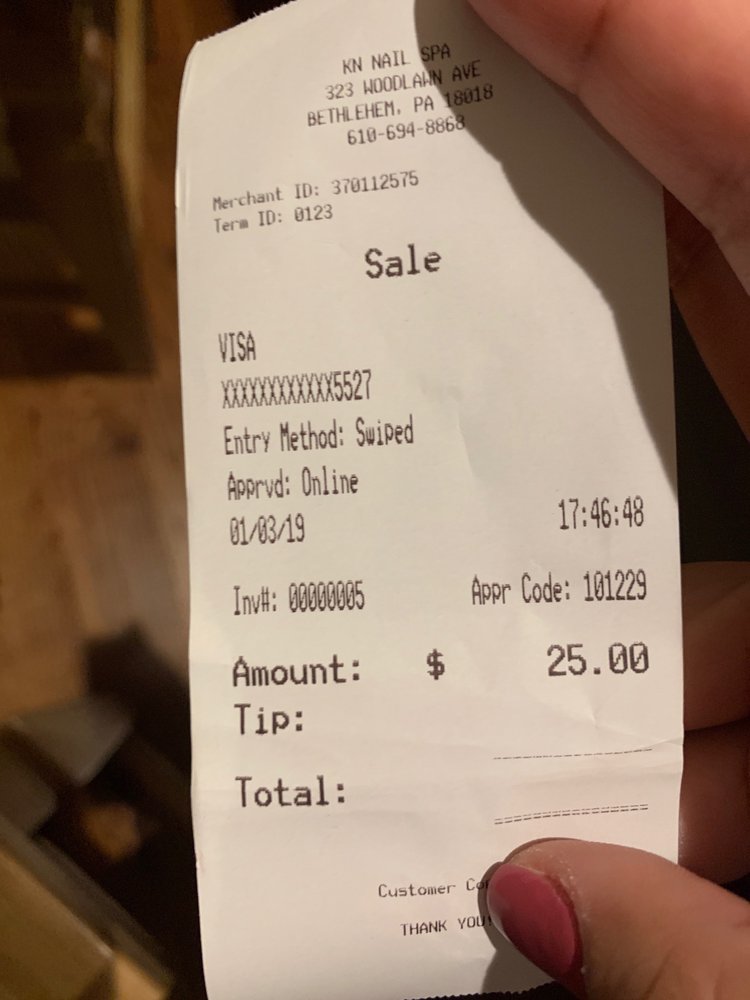 KN NAIL SPA
323 WOODLAWN AVE
BETHLEHEM, PA 18018
610-694-8868
Merchant ID: 370112575
Term ID: 0123
Sale
VISA
XXXXXXXXXXXX5527
Entry Method: Swiped
Apprvd: Online
01/03/19 17:46:48
Inv#: 00000005 Appr Code: 101229
Amount: $ 25.00
Tip:
Total:
Customer
THANK YOU!